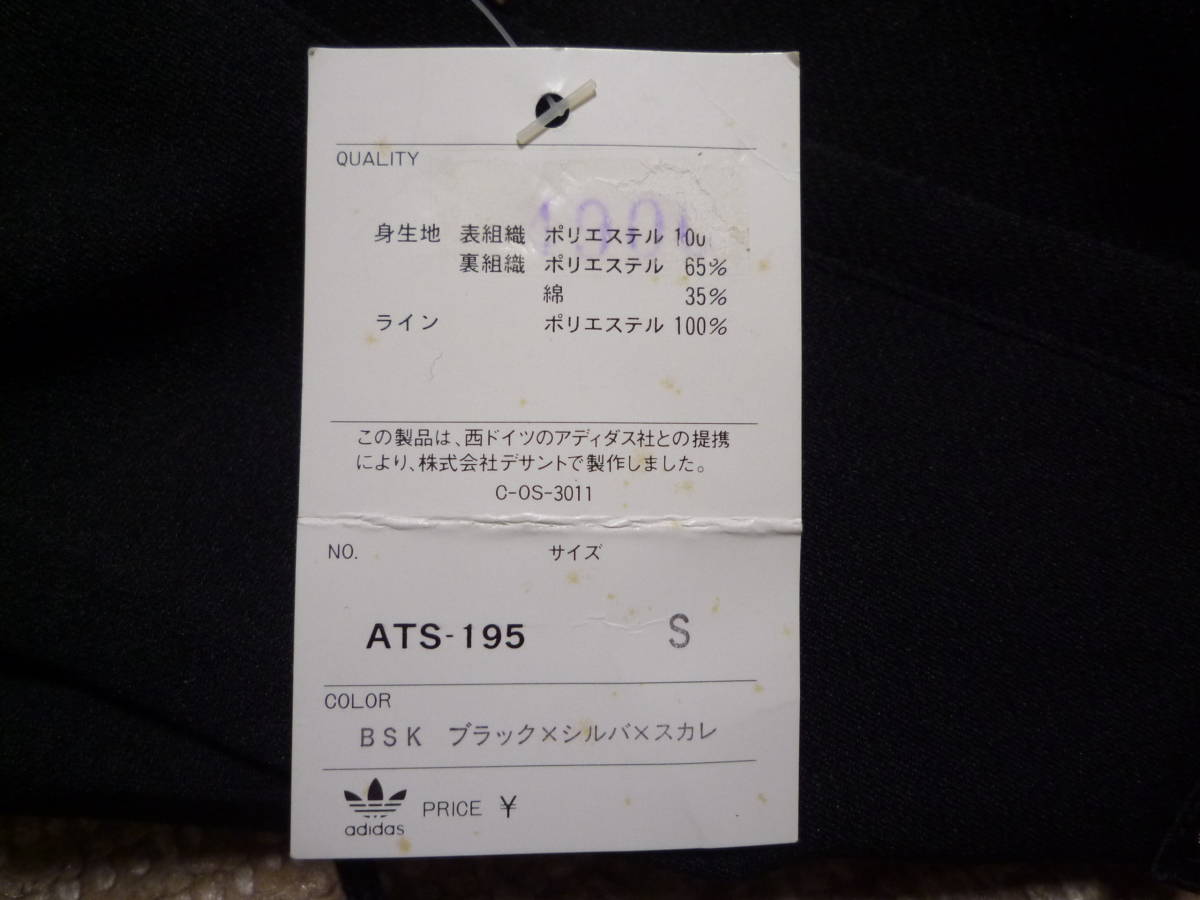 QUALITY
身生地 表組織 ポリエステル 100
裏組織 ポリエステル 65%
綿 35%
ライン ポリエステル 100%
この製品は、西ドイツのアディダス社との提携
により、株式会社デサントで製作しました。
C-OS-3011
NO. サイズ
ATS-195 S
COLOR
BSK ブラック×シルバ×スカレ
adidas PRICE ¥